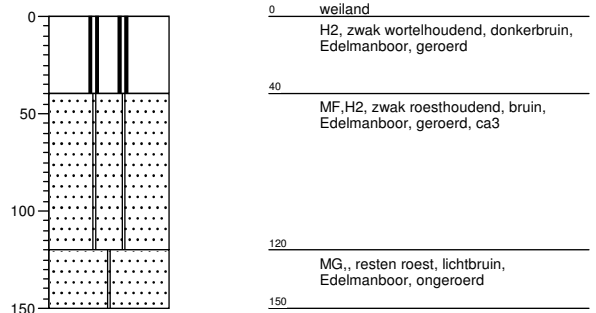 0
50
100
150
0 weiland
H2, zwak wortelhoudend, donkerbruin,
Edelmanboor, geroerd
40
MF,H2, zwak roesthoudend, bruin,
Edelmanboor, geroerd, ca3
120
MG,, resten roest, lichtbruin,
Edelmanboor, ongeroerd
150